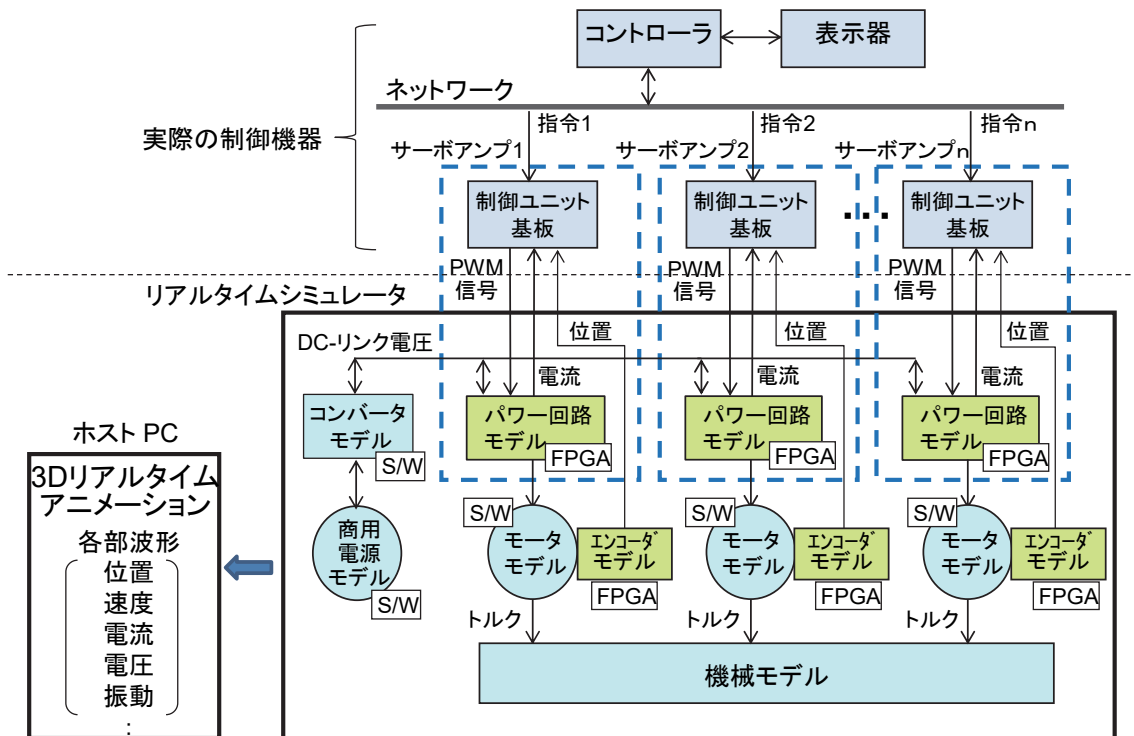 コントローラ
表示器
ネットワーク
実際の制御機器
指令1
指令2
指令n
サーボアンプ1
サーボアンプ2
サーボアンプn
制御ユニット
基板
制御ユニット
基板
...
制御ユニット
基板
PWM
信号
PWM
信号
PWM
信号
リアルタイムシミュレータ
DC-リンク電圧
位置
位置
位置
電流
電流
電流
コンバータ
モデル
S/W
パワー回路
モデル
FPGA
パワー回路
モデル
FPGA
パワー回路
モデル
FPGA
ホスト PC
3Dリアルタイム
アニメーション
各部波形
位置
速度
電流
電圧
振動
⋮
商用
電源
モデル
S/W
S/W
モータ
モデル
エンコーダ
モデル
FPGA
S/W
モータ
モデル
エンコーダ
モデル
FPGA
S/W
モータ
モデル
エンコーダ
モデル
FPGA
トルク
トルク
トルク
機械モデル